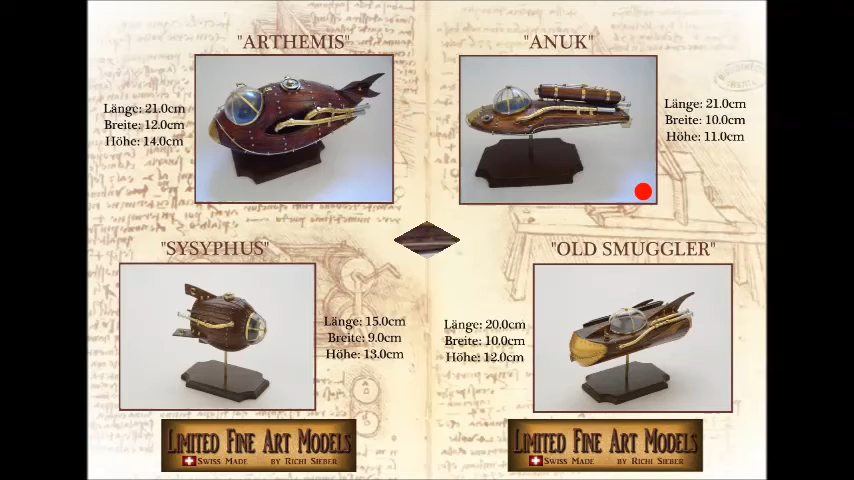 "ARTHEMIS"
Länge: 21.0cm
Breite: 12.0cm
Höhe: 14.0cm
"ANUK"
Länge: 21.0cm
Breite: 10.0cm
Höhe: 11.0cm
"SYSYPHUS"
Länge: 15.0cm
Breite: 9.0cm
Höhe: 13.0cm
"OLD SMUGGLER"
Länge: 20.0cm
Breite: 10.0cm
Höhe: 12.0cm
LIMITED FINE ART MODELS
SWISS MADE BY RICHI SIEBER
LIMITED FINE ART MODELS
SWISS MADE BY RICHI SIEBER